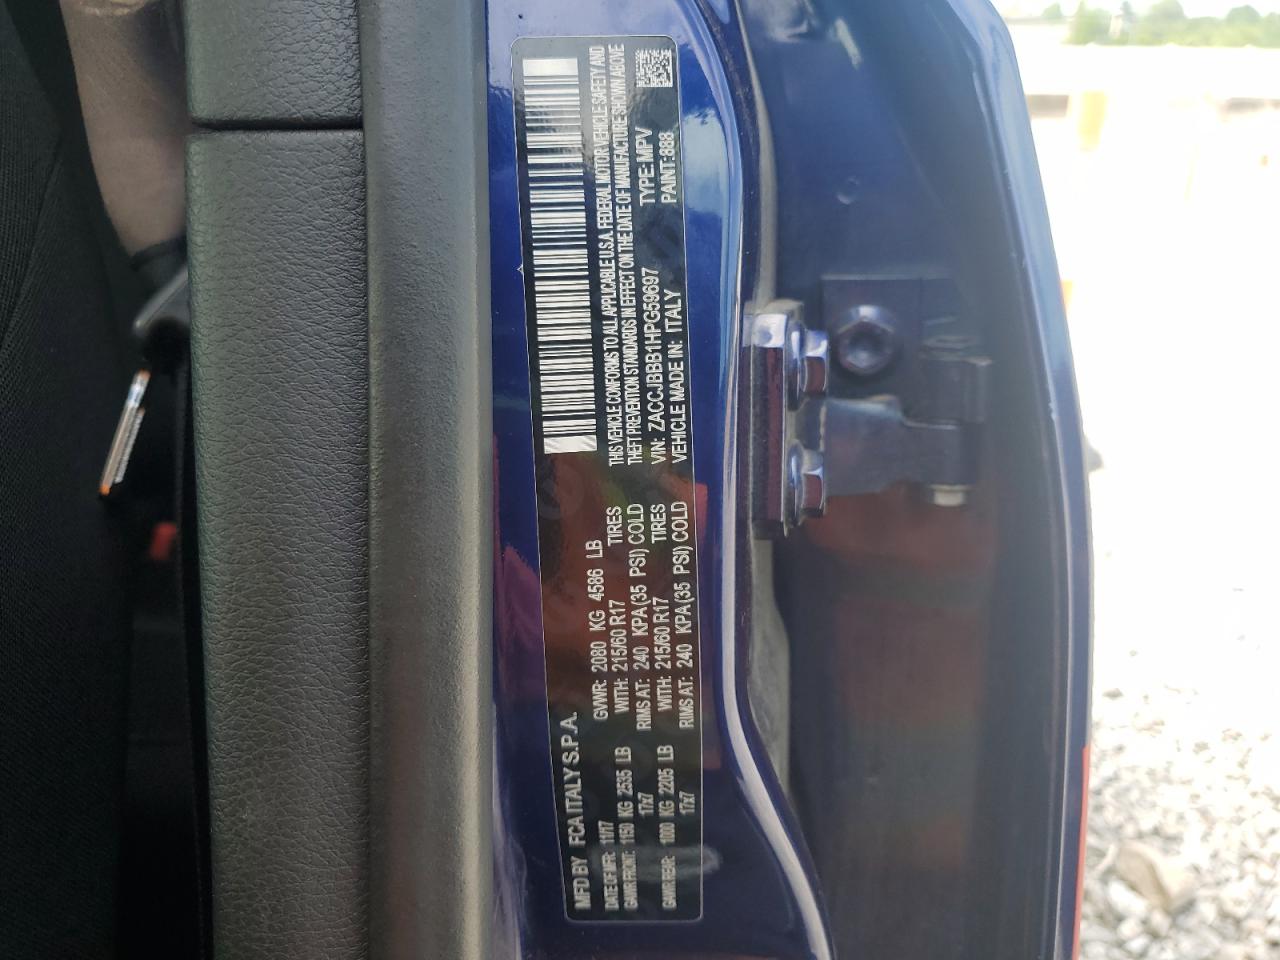 MFD BY FCA ITALY S.P.A.
DATE OF MFR: 11/17 GVWR: 2080 KG 4586 LB
GAWR FRONT: 1150 KG 2535 LB WITH: 215/60 R17 TIRES
17x7 RIMS AT: 240 KPA (35 PSI) COLD
GAWR REAR: 1000 KG 2205 LB WITH: 215/60 R17 TIRES
17x7 RIMS AT: 240 KPA (35 PSI) COLD
THIS VEHICLE CONFORMS TO ALL APPLICABLE U.S.A. FEDERAL MOTOR VEHICLE SAFETY AND
THEFT PREVENTION STANDARDS IN EFFECT ON THE DATE OF MANUFACTURE SHOWN ABOVE
VIN: ZACCJBBB1HPG59697 TYPE: MPV
VEHICLE MADE IN: ITALY PAINT: 888